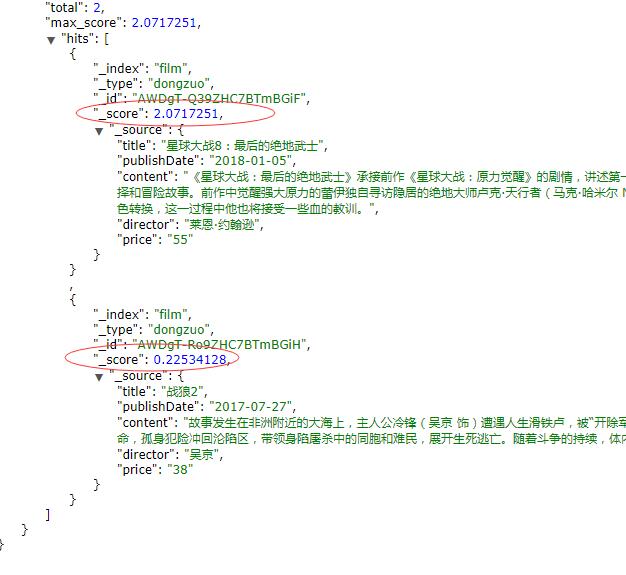 "total": 2,
"max_score": 2.0717251,
"hits": [
{
"_index": "film",
"_type": "dongzuo",
"_id": "AWDgT-Q39ZHC7BTmBGiF",
"_score": 2.0717251,
"_source": {
"title": "星球大战8：最后的绝地武士"
"publishDate": "2018-01-05",
"content": "《星球大战：最后的绝地武士》承接前作《星球大战：原力觉醒》的剧情，讲述第一
择和冒险故事。前作中觉醒强大原力的蕾伊独自寻访隐居的绝地大师卢克·天行者（马克·哈米尔
色转换，这一过程中他也将接受一些血的教训。",
"director": "莱恩·约翰逊",
"price": "55"
}
}
,
{
"_index": "film",
"_type": "dongzuo",
"_id": "AWDgT-Ro9ZHC7BTmBGiH",
"_score": 0.22534128,
"_source": {
"title": "战狼2",
"publishDate": "2017-07-27",
"content": "故事发生在非洲附近的大海上，主人公冷锋（吴京 饰）遭遇人生滑铁卢，被“开除军
命，孤身犯险冲回沦陷区，带领身陷屠杀中的同胞和难民，展开生死逃亡。随着斗争的持续，体内
"director": "吴京",
"price": "38"
}
}
]
}
}